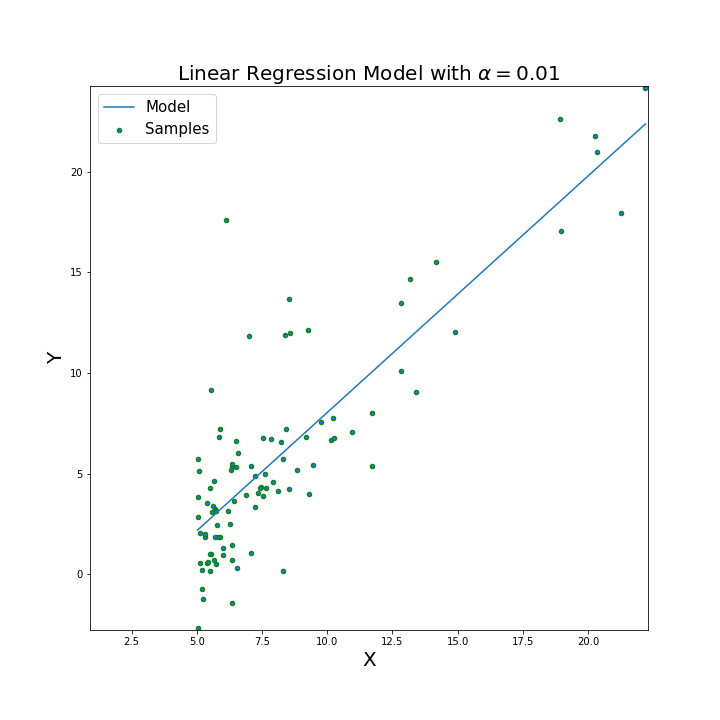 Linear Regression Model with α = 0.01
Model
Samples
Y
20
15
10
5
0
2.5 5.0 7.5 10.0 12.5 15.0 17.5 20.0
X